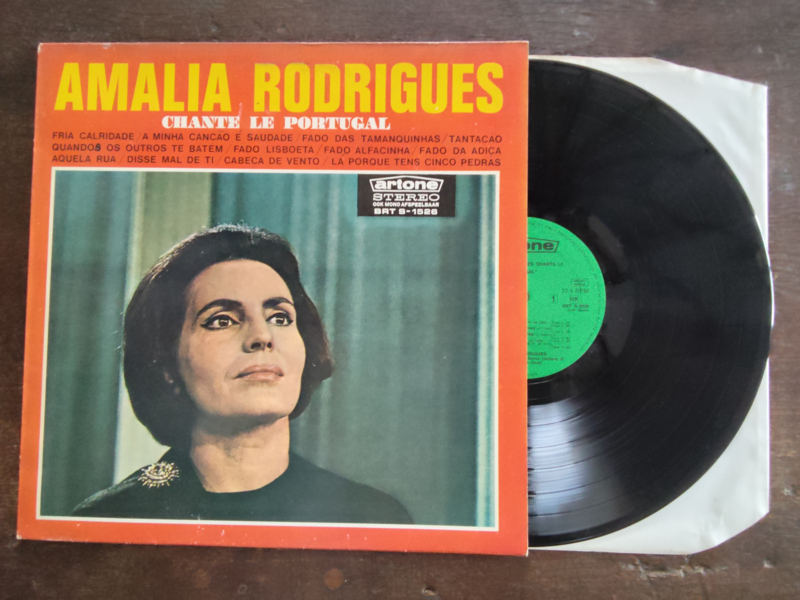 AMALIA RODRIGUES
CHANTE LE PORTUGAL
FRIA CALRIDADE / A MINHA CANCAO E SAUDADE / FADO DAS TAMANQUINHAS / TANTACAO
QUANDOS OS OUTROS TE BATEM / FADO LISBOETA / FADO ALFACINHA / FADO DA ADICA
AQUELA RUA / DISSE MAL DE TI / CABECA DE VENTO / LA PORQUE TENS CINCO PEDRAS
artone
STEREO
OOK MONO AFSPEELBAAR
BRT S-1526
tone
1